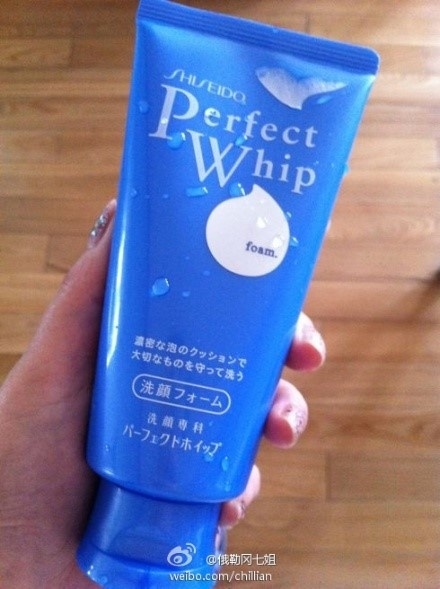 SHISEIDO
Perfect
Whip
foam.
濃密な泡のクッションで
大切なものを守って洗う
洗顔フォーム
洗顔専科
パーフェクトホイップ
@俄勒冈七姐
weibo.com/chillian